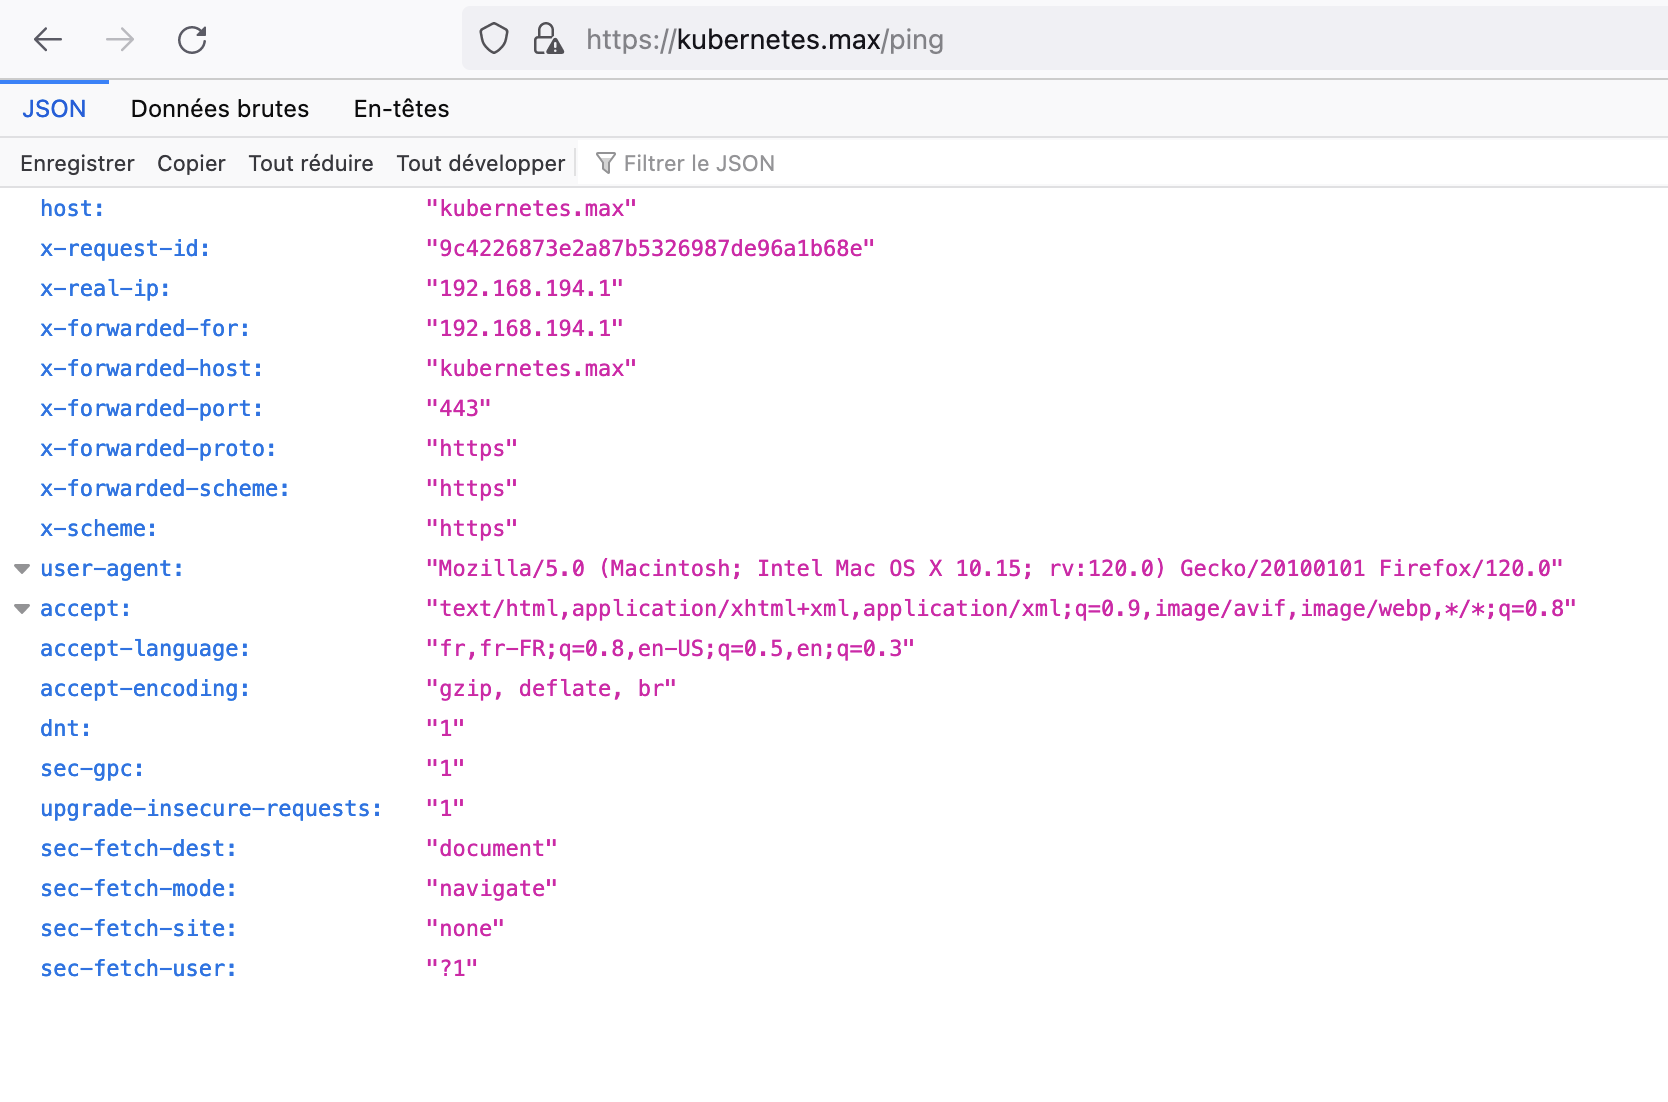 https://kubernetes.max/ping
JSON Données brutes En-têtes
Enregistrer Copier Tout réduire Tout développer Filtrer le JSON
host: "kubernetes.max"
x-request-id: "9c4226873e2a87b5326987de96a1b68e"
x-real-ip: "192.168.194.1"
x-forwarded-for: "192.168.194.1"
x-forwarded-host: "kubernetes.max"
x-forwarded-port: "443"
x-forwarded-proto: "https"
x-forwarded-scheme: "https"
x-scheme: "https"
user-agent: "Mozilla/5.0 (Macintosh; Intel Mac OS X 10.15; rv:120.0) Gecko/20100101 Firefox/120.0"
accept: "text/html,application/xhtml+xml,application/xml;q=0.9,image/avif,image/webp,*/*;q=0.8"
accept-language: "fr,fr-FR;q=0.8,en-US;q=0.5,en;q=0.3"
accept-encoding: "gzip, deflate, br"
dnt: "1"
sec-gpc: "1"
upgrade-insecure-requests: "1"
sec-fetch-dest: "document"
sec-fetch-mode: "navigate"
sec-fetch-site: "none"
sec-fetch-user: "?1"